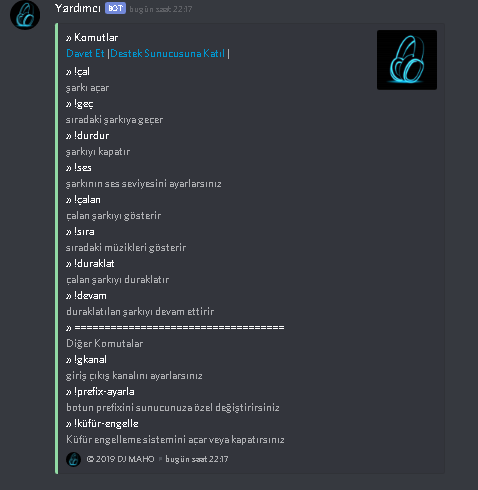 Yardımcı BOT bugün saat 22:17
» Komutlar
Davet Et |Destek Sunucusuna Katıl |
» !çal
şarkı açar
» !geç
sıradaki şarkıya geçer
» !durdur
şarkıyı kapatır
» !ses
şarkının ses seviyesini ayarlarsınız
» !çalan
çalan şarkıyı gösterir
» !sıra
sıradaki müzikleri gösterir
» !duraklat
çalan şarkıyı duraklatır
» !devam
duraklatılan şarkıyı devam ettirir
» ===================================
Diğer Komutalar
» !gkanal
giriş çıkış kanalını ayarlarsınız
» !prefix-ayarla
botun prefixini sunucunuza özel değiştirirsiniz
» !küfür-engelle
Küfür engelleme sistemini açar veya kapatırsınız
© 2019 DJ MAHO • bugün saat 22:17